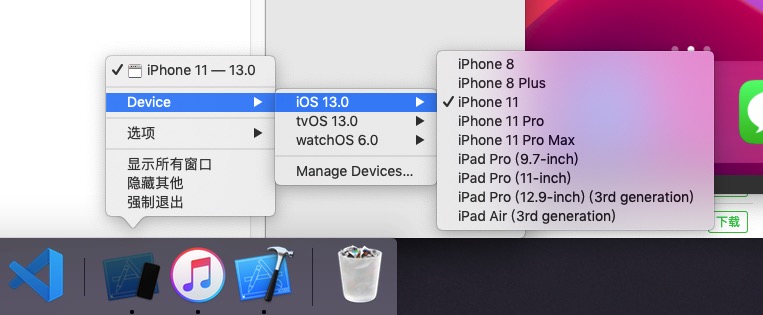 iPhone 11 — 13.0
Device
选项
显示所有窗口
隐藏其他
强制退出
iOS 13.0
tvOS 13.0
watchOS 6.0
Manage Devices...
iPhone 8
iPhone 8 Plus
iPhone 11
iPhone 11 Pro
iPhone 11 Pro Max
iPad Pro (9.7-inch)
iPad Pro (11-inch)
iPad Pro (12.9-inch) (3rd generation)
iPad Air (3rd generation)
下载